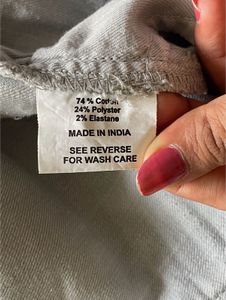 74 % Cotton
24% Polyester
2% Elastane
MADE IN INDIA
SEE REVERSE
FOR WASH CARE